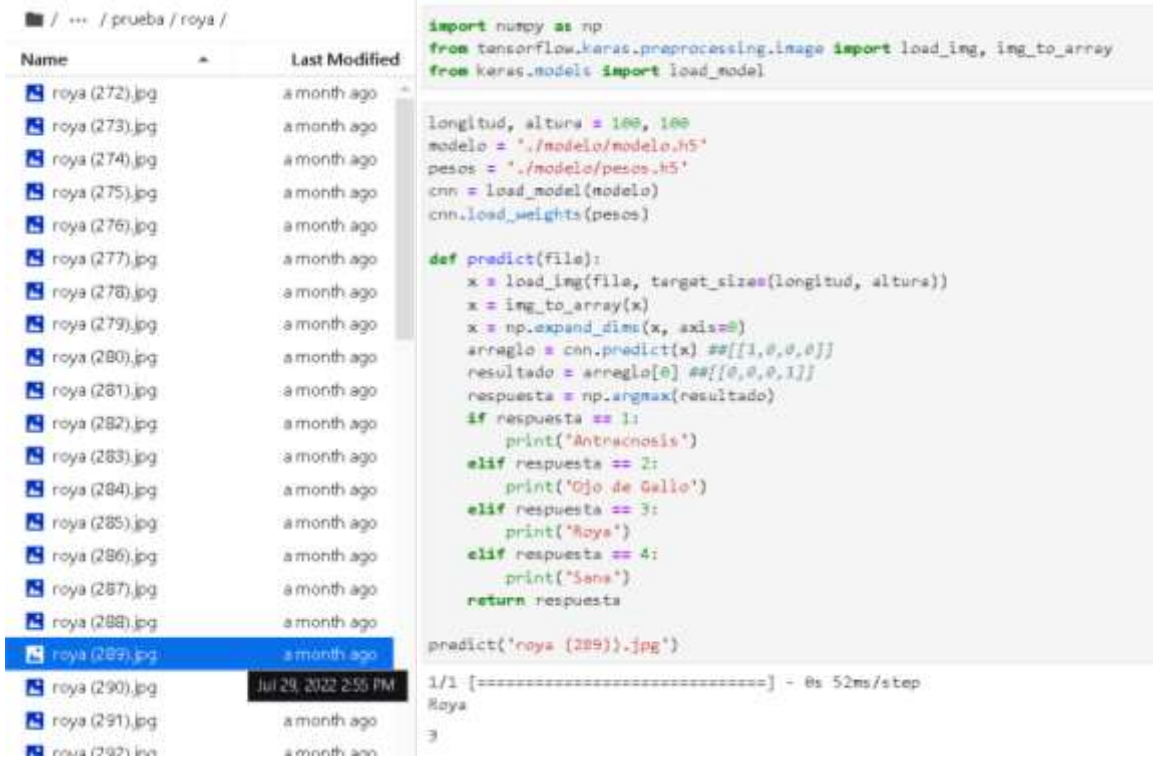 / ··· / prueba / roya /
Name Last Modified
roya (272).jpg a month ago
roya (273).jpg a month ago
roya (274).jpg a month ago
roya (275).jpg a month ago
roya (276).jpg a month ago
roya (277).jpg a month ago
roya (278).jpg a month ago
roya (279).jpg a month ago
roya (280).jpg a month ago
roya (281).jpg a month ago
roya (282).jpg a month ago
roya (283).jpg a month ago
roya (284).jpg a month ago
roya (285).jpg a month ago
roya (286).jpg a month ago
roya (287).jpg a month ago
roya (288).jpg a month ago
roya (289).jpg a month ago
roya (290).jpg Jul 29, 2022 2:55 PM
roya (291).jpg a month ago
roya (292).jpg a month ago
import numpy as np
from tensorflow.keras.preprocessing.image import load_img, img_to_array
from keras.models import load_model
longitud, altura = 100, 100
modelo = './modelo/modelo.h5'
pesos = './modelo/pesos.h5'
cnn = load_model(modelo)
cnn.load_weights(pesos)
def predict(file):
x = load_img(file, target_size=(longitud, altura))
x = img_to_array(x)
x = np.expand_dims(x, axis=0)
arreglo = cnn.predict(x) ##[[1,0,0,0]]
resultado = arreglo[0] ##[[0,0,0,1]]
respuesta = np.argmax(resultado)
if respuesta == 1:
print('Antracnosis')
elif respuesta == 2:
print('Ojo de Gallo')
elif respuesta == 3:
print('Roya')
elif respuesta == 4:
print("Sana")
return respuesta
predict('roya (289)).jpg')
1/1 [==============================] - 0s 52ms/step
Roya
3